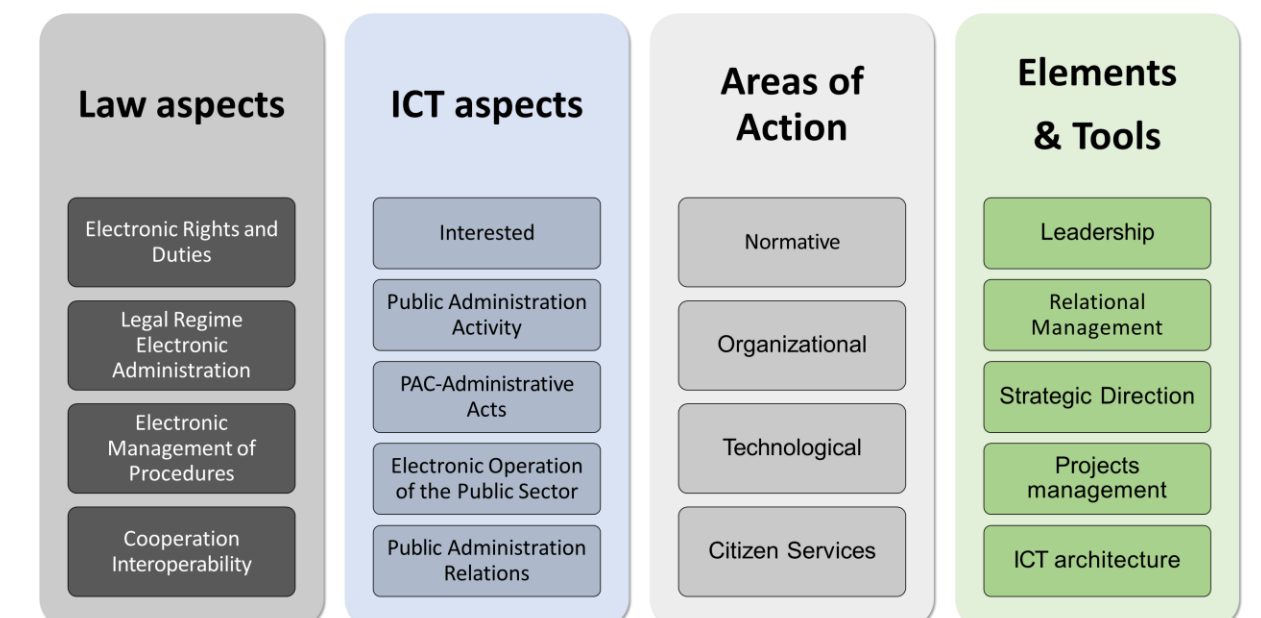 Law aspects
Electronic Rights and
Duties
Legal Regime
Electronic
Administration
Electronic
Management of
Procedures
Cooperation
Interoperability
ICT aspects
Interested
Public Administration
Activity
PAC-Administrative
Acts
Electronic Operation
of the Public Sector
Public Administration
Relations
Areas of
Action
Normative
Organizational
Technological
Citizen Services
Elements
& Tools
Leadership
Relational
Management
Strategic Direction
Projects
management
ICT architecture